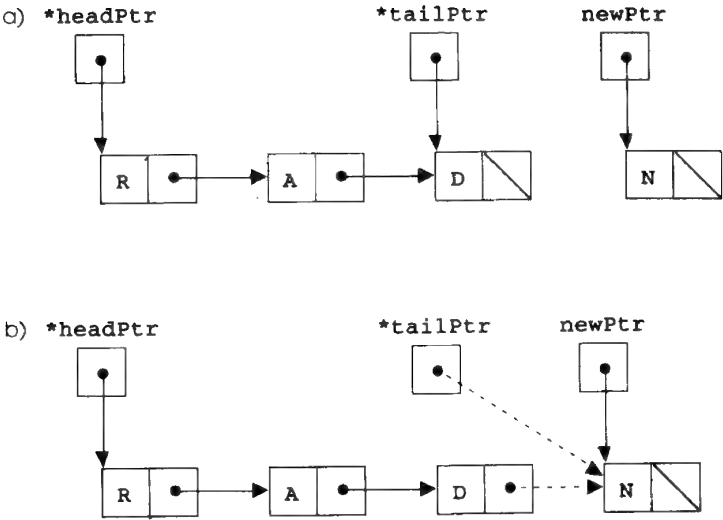 a) *headPtr *tailPtr newPtr
R A D N
b) *headPtr *tailPtr newPtr
R A D N